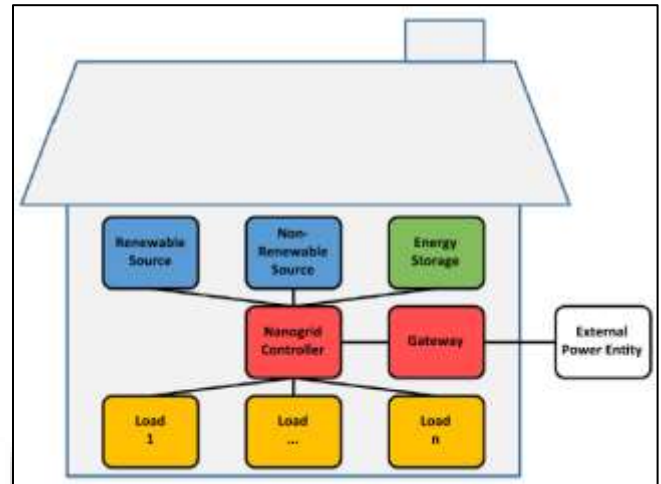 Renewable
Source
Non-
Renewable
Source
Energy
Storage
Nanogrid
Controller
Gateway
External
Power Entity
Load
1
Load
...
Load
n